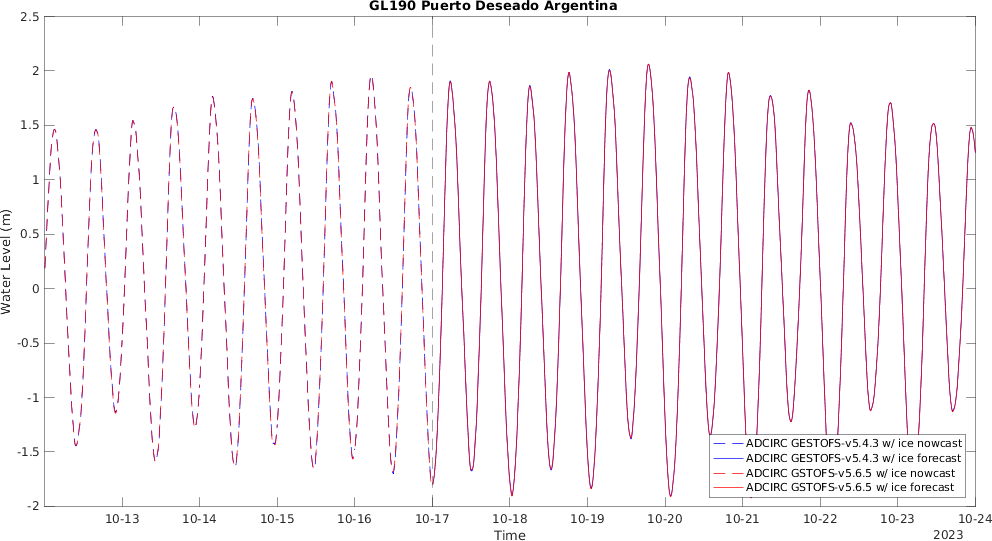 GL190 Puerto Deseado Argentina
2.5
2
1.5
1
0.5
0
-0.5
-1
-1.5
-2
Water Level (m)
ADCIRC GESTOFS-v5.4.3 w/ ice nowcast
ADCIRC GESTOFS-v5.4.3 w/ ice forecast
ADCIRC GSTOFS-v5.6.5 w/ ice nowcast
ADCIRC GSTOFS-v5.6.5 w/ ice forecast
10-13 10-14 10-15 10-16 10-17 10-18 10-19 10-20 10-21 10-22 10-23 10-24
Time
2023